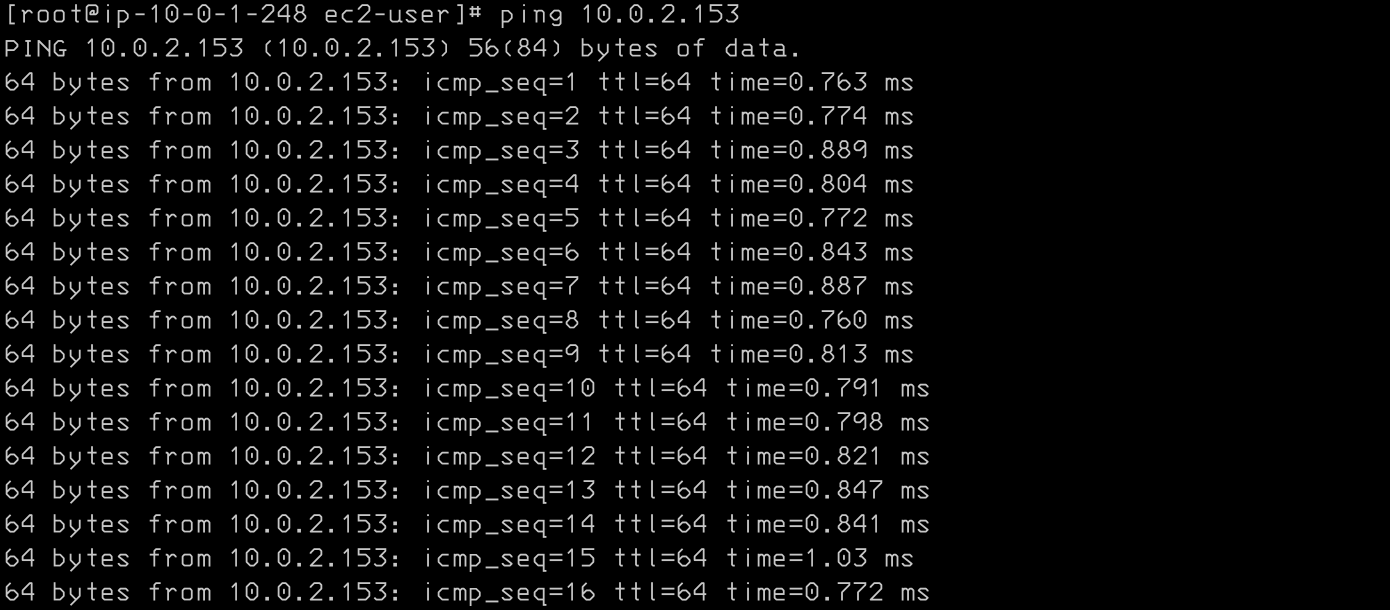 [root@ip-10-0-1-248 ec2-user]# ping 10.0.2.153
PING 10.0.2.153 (10.0.2.153) 56(84) bytes of data.
64 bytes from 10.0.2.153: icmp_seq=1 ttl=64 time=0.763 ms
64 bytes from 10.0.2.153: icmp_seq=2 ttl=64 time=0.774 ms
64 bytes from 10.0.2.153: icmp_seq=3 ttl=64 time=0.889 ms
64 bytes from 10.0.2.153: icmp_seq=4 ttl=64 time=0.804 ms
64 bytes from 10.0.2.153: icmp_seq=5 ttl=64 time=0.772 ms
64 bytes from 10.0.2.153: icmp_seq=6 ttl=64 time=0.843 ms
64 bytes from 10.0.2.153: icmp_seq=7 ttl=64 time=0.887 ms
64 bytes from 10.0.2.153: icmp_seq=8 ttl=64 time=0.760 ms
64 bytes from 10.0.2.153: icmp_seq=9 ttl=64 time=0.813 ms
64 bytes from 10.0.2.153: icmp_seq=10 ttl=64 time=0.791 ms
64 bytes from 10.0.2.153: icmp_seq=11 ttl=64 time=0.798 ms
64 bytes from 10.0.2.153: icmp_seq=12 ttl=64 time=0.821 ms
64 bytes from 10.0.2.153: icmp_seq=13 ttl=64 time=0.847 ms
64 bytes from 10.0.2.153: icmp_seq=14 ttl=64 time=0.841 ms
64 bytes from 10.0.2.153: icmp_seq=15 ttl=64 time=1.03 ms
64 bytes from 10.0.2.153: icmp_seq=16 ttl=64 time=0.772 ms